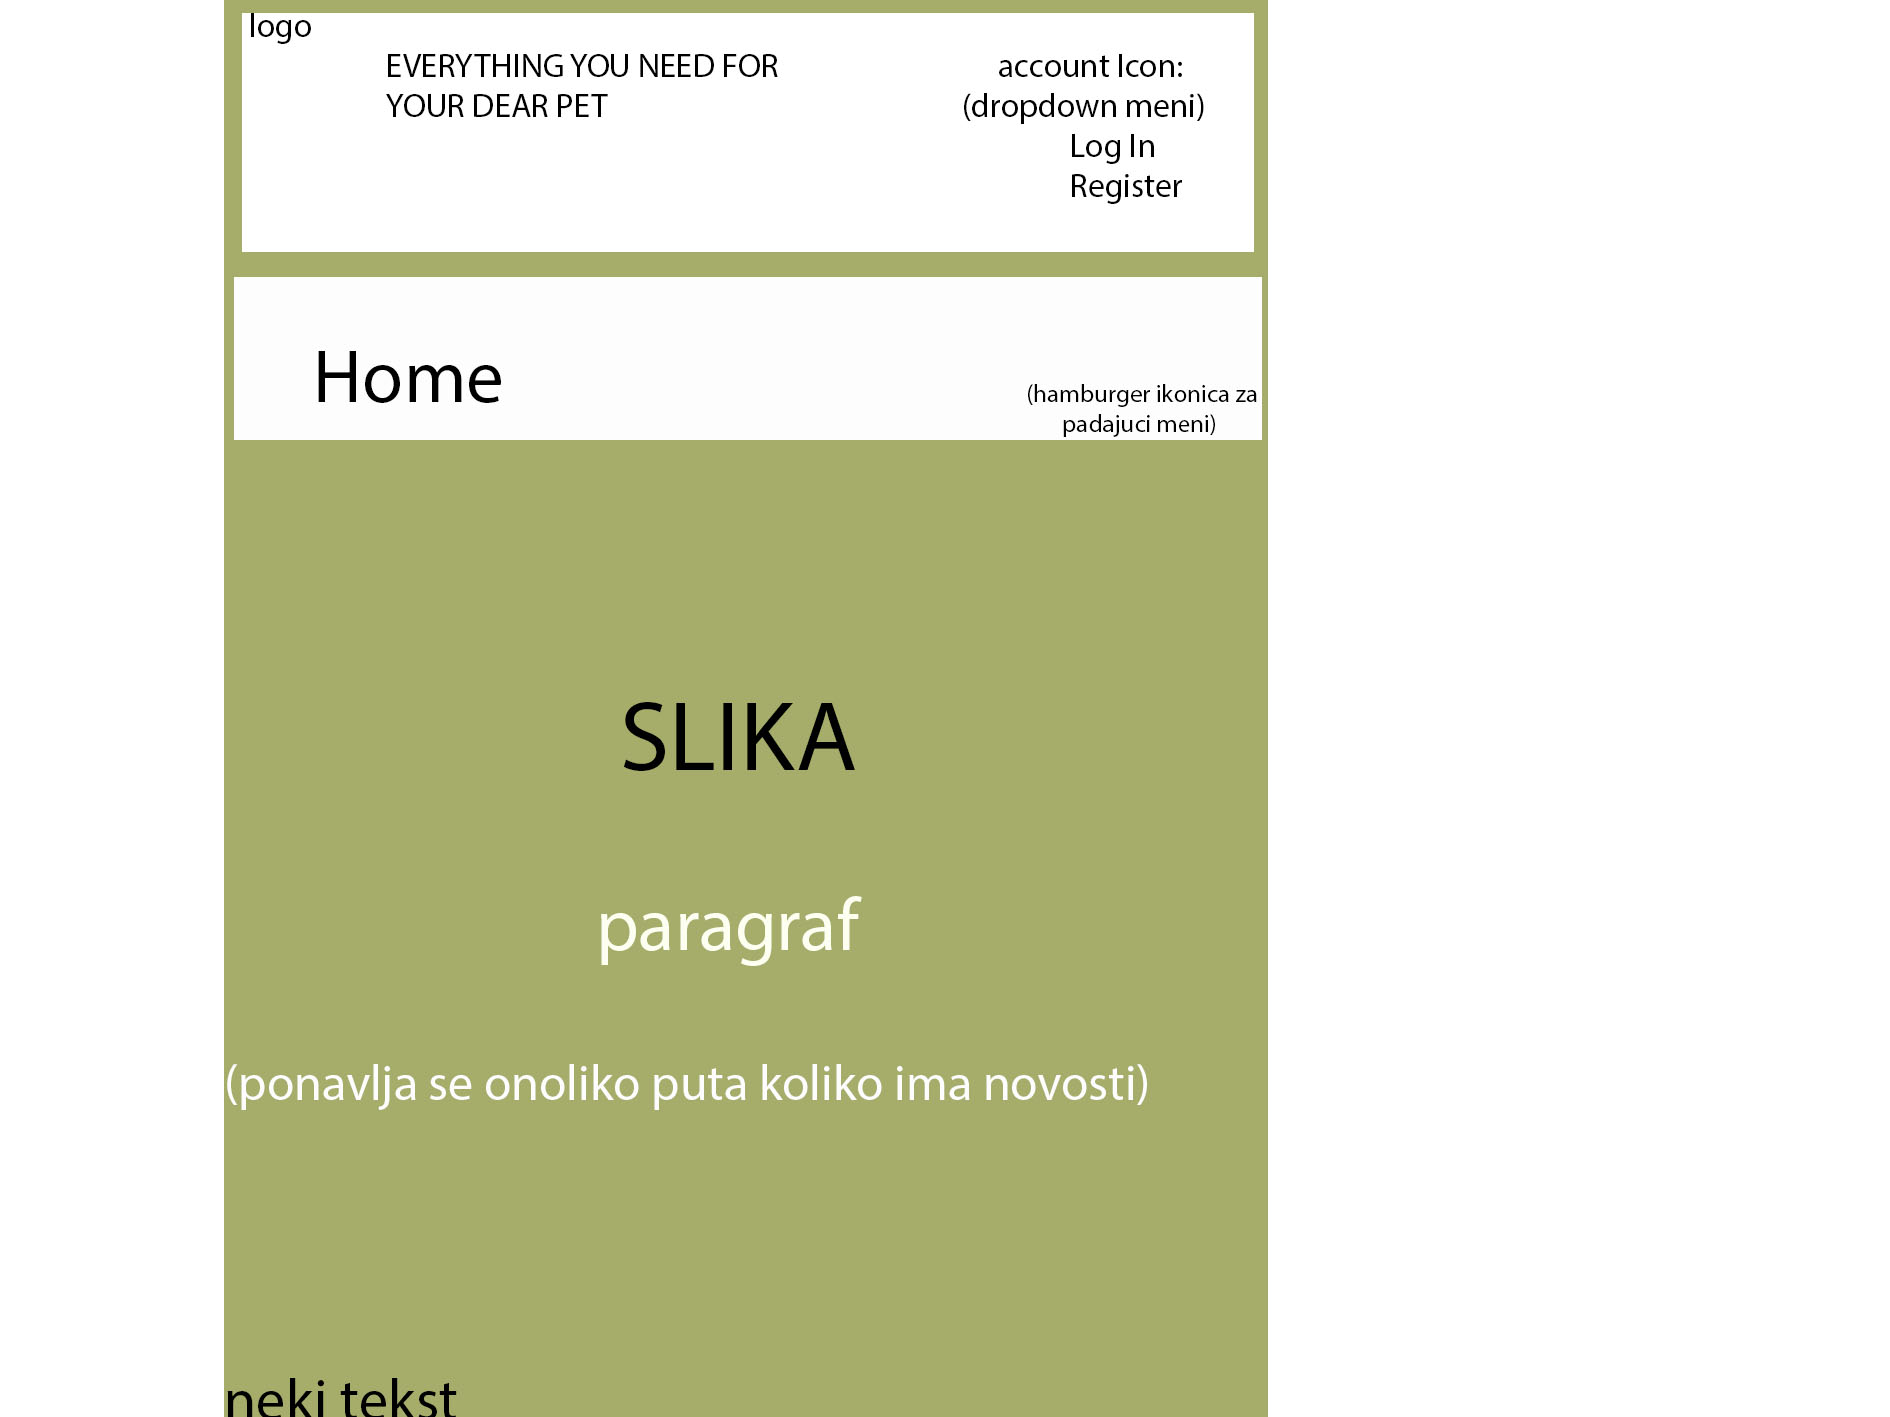 logo
EVERYTHING YOU NEED FOR
YOUR DEAR PET
account Icon:
(dropdown meni)
Log In
Register
Home
(hamburger ikonica za
padajuci meni)
SLIKA
paragraf
(ponavlja se onoliko puta koliko ima novosti)
neki tekst